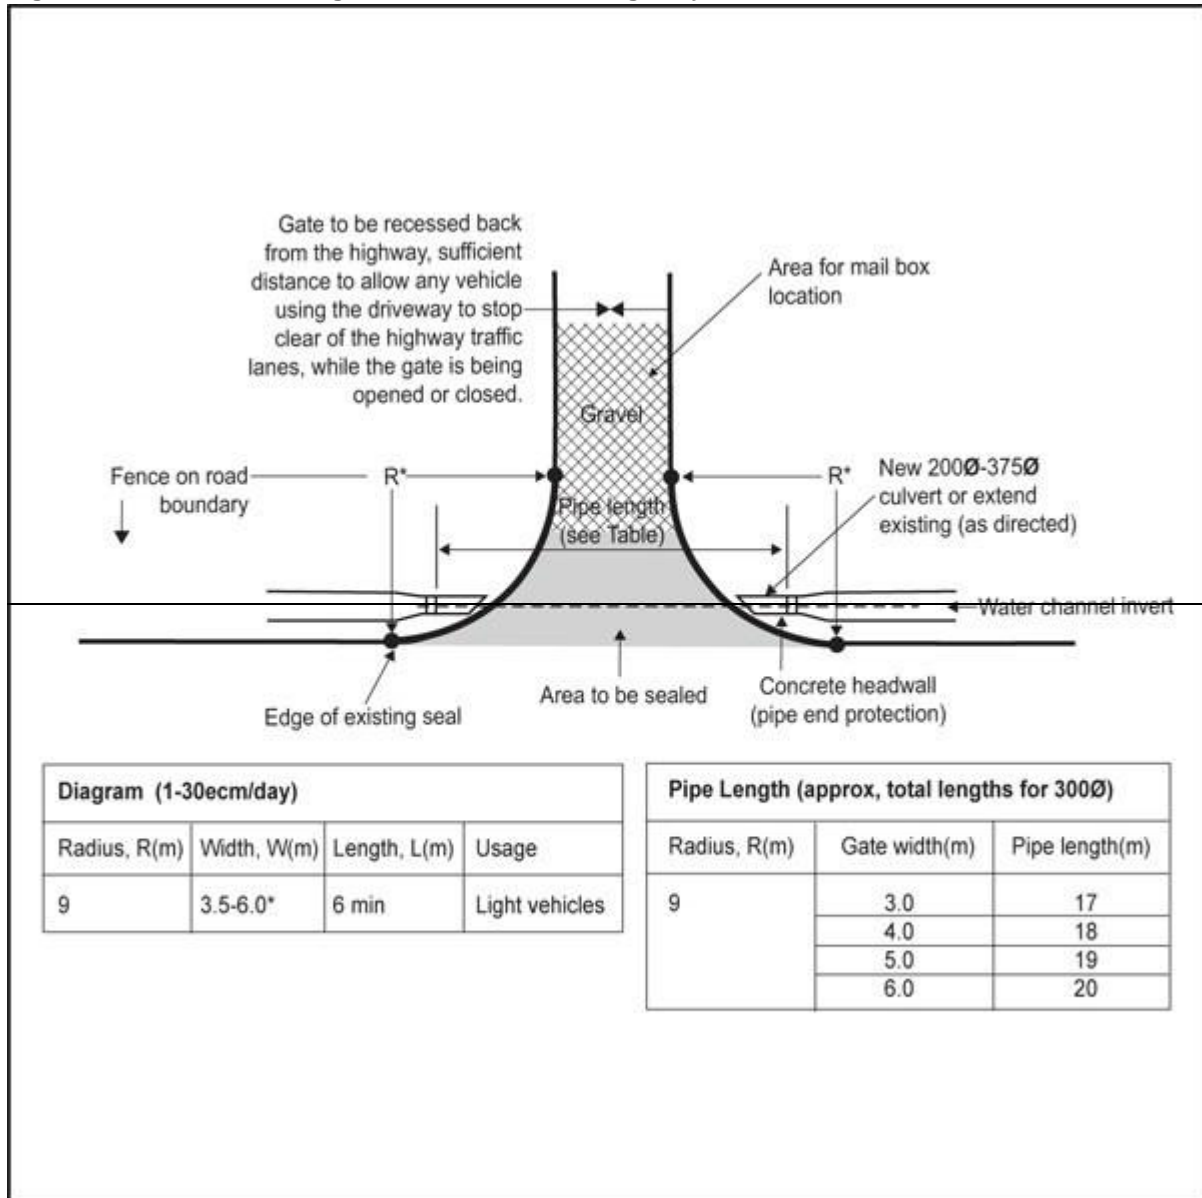 Gate to be recessed back
from the highway, sufficient
distance to allow any vehicle
using the driveway to stop
clear of the highway traffic
lanes, while the gate is being
opened or closed.
Area for mail box
location
Gravel
Fence on road
boundary
R*
R*
New 200Ø-375Ø
culvert or extend
existing (as directed)
Pipe length
(see Table)
Water channel invert
Edge of existing seal
Area to be sealed
Concrete headwall
(pipe end protection)
Diagram (1-30ecm/day)
Radius, R(m) Width, W(m) Length, L(m) Usage
9 3.5-6.0* 6 min Light vehicles
Pipe Length (approx, total lengths for 300Ø)
Radius, R(m) Gate width(m) Pipe length(m)
9 3.0 17
4.0 18
5.0 19
6.0 20